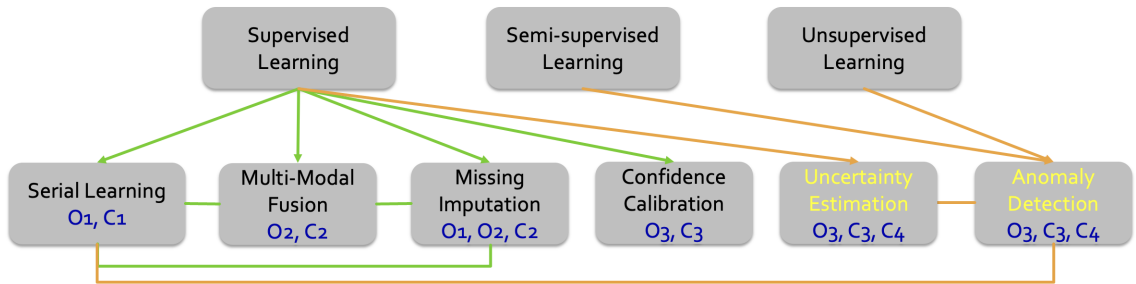 Supervised
Learning
Semi-supervised
Learning
Unsupervised
Learning
Serial Learning
O1, C1
Multi-Modal
Fusion
O2, C2
Missing
Imputation
O1, O2, C2
Confidence
Calibration
O3, C3
Uncertainty
Estimation
O3, C3, C4
Anomaly
Detection
O3, C3, C4